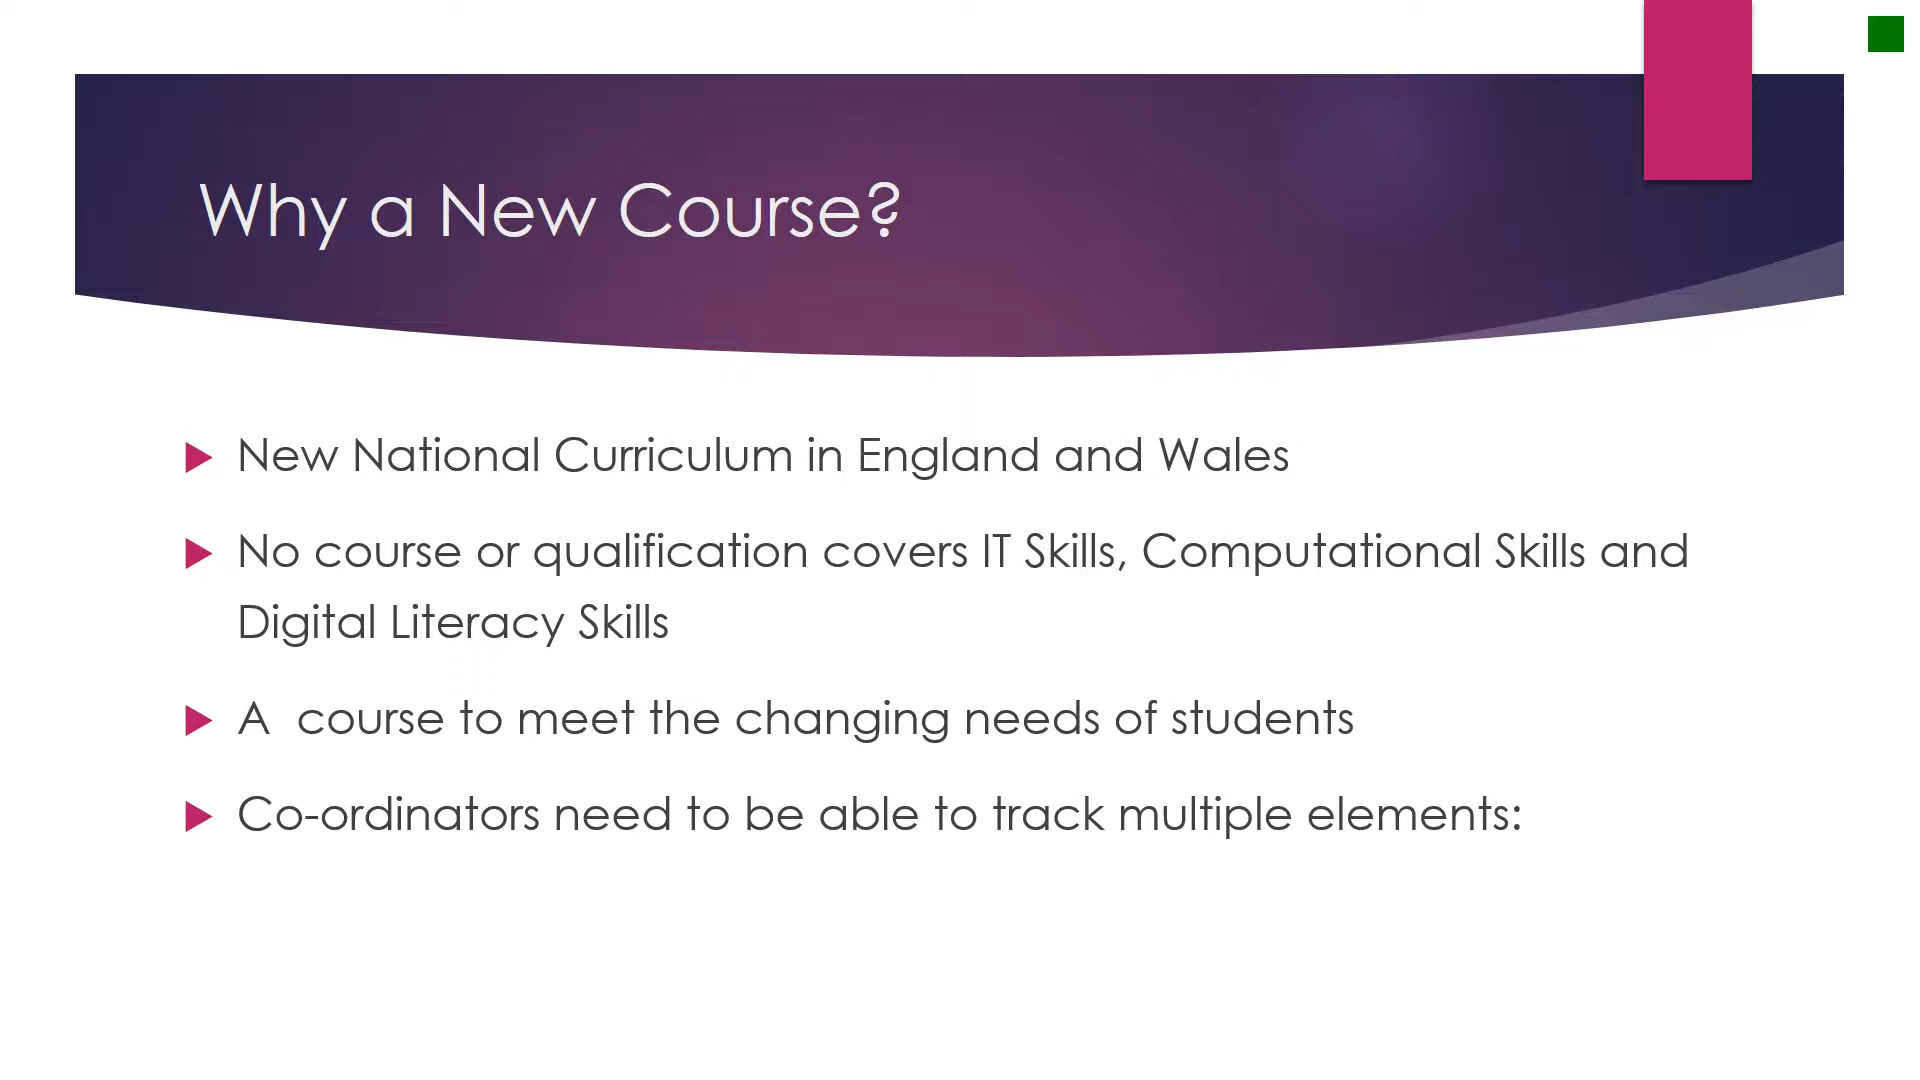 Why a New Course?
New National Curriculum in England and Wales
No course or qualification covers IT Skills, Computational Skills and
Digital Literacy Skills
A  course to meet the changing needs of students
Co-ordinators need to be able to track multiple elements: